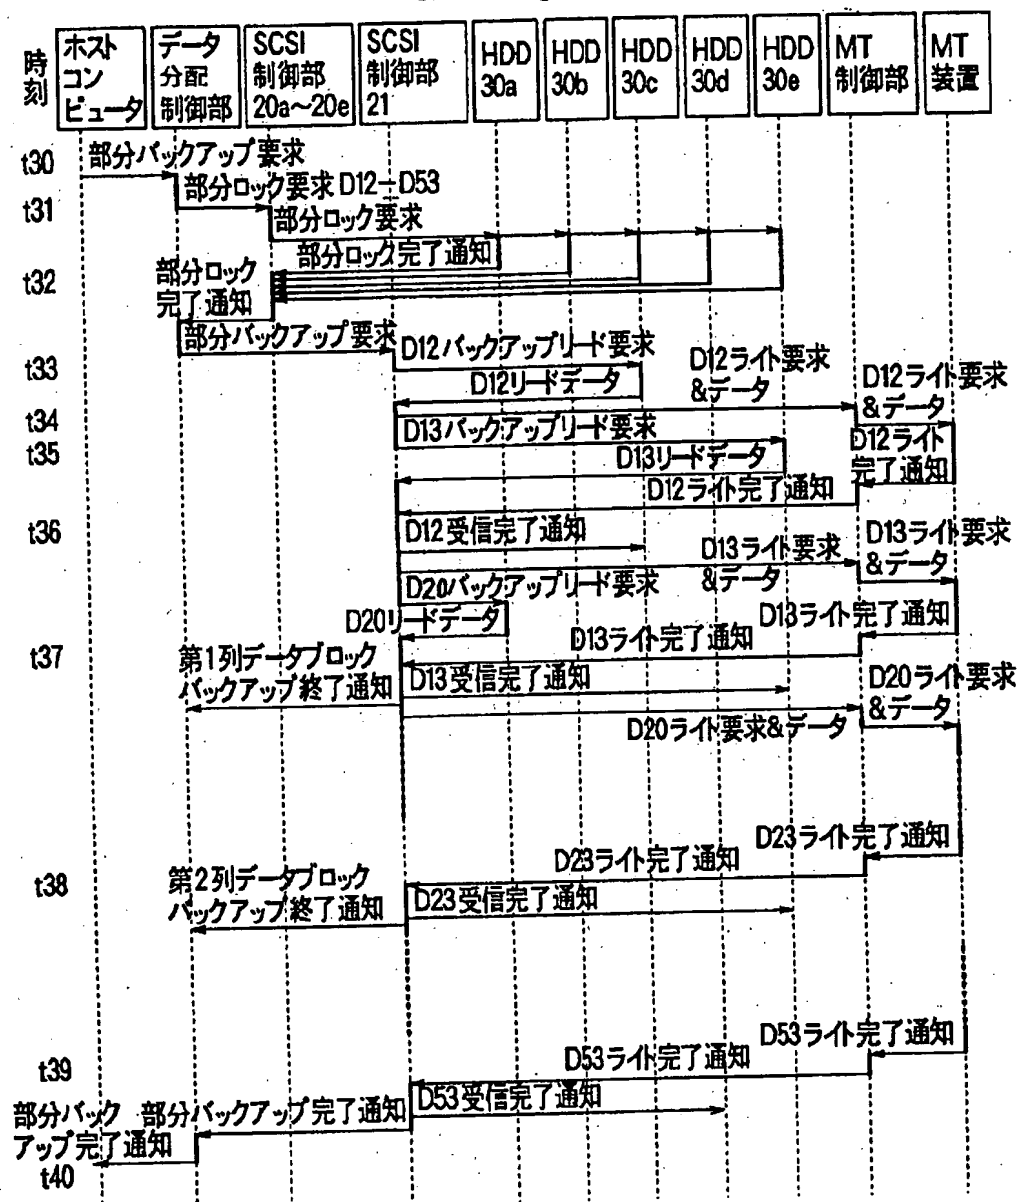 時刻
ホスト
コン
ピュータ
データ
分配
制御部
SCSI
制御部
20a〜20e
SCSI
制御部
21
HDD
30a
HDD
30b
HDD
30c
HDD
30d
HDD
30e
MT
制御部
MT
装置
t30
部分バックアップ要求
部分ロック要求D12－D53
t31
部分ロック要求
部分ロック完了通知
t32
部分ロック
完了通知
部分バックアップ要求
t33
D12バックアップリード要求
D12リードデータ
D12ライト要求
&データ
D12ライト要求
&データ
t34
D13バックアップリード要求
D12ライト
完了通知
t35
D13リードデータ
D12ライト完了通知
t36
D12受信完了通知
D13ライト要求
&データ
D13ライト要求
&データ
D20バックアップリード要求
D20リードデータ
D13ライト完了通知
D13ライト完了通知
t37
第1列データブロック
バックアップ終了通知
D13受信完了通知
D20ライト要求
&データ
D20ライト要求&データ
D23ライト完了通知
D23ライト完了通知
t38
第2列データブロック
バックアップ終了通知
D23受信完了通知
D53ライト完了通知
D53ライト完了通知
t39
D53受信完了通知
部分バックアップ完了通知
部分バック
アップ完了通知
t40